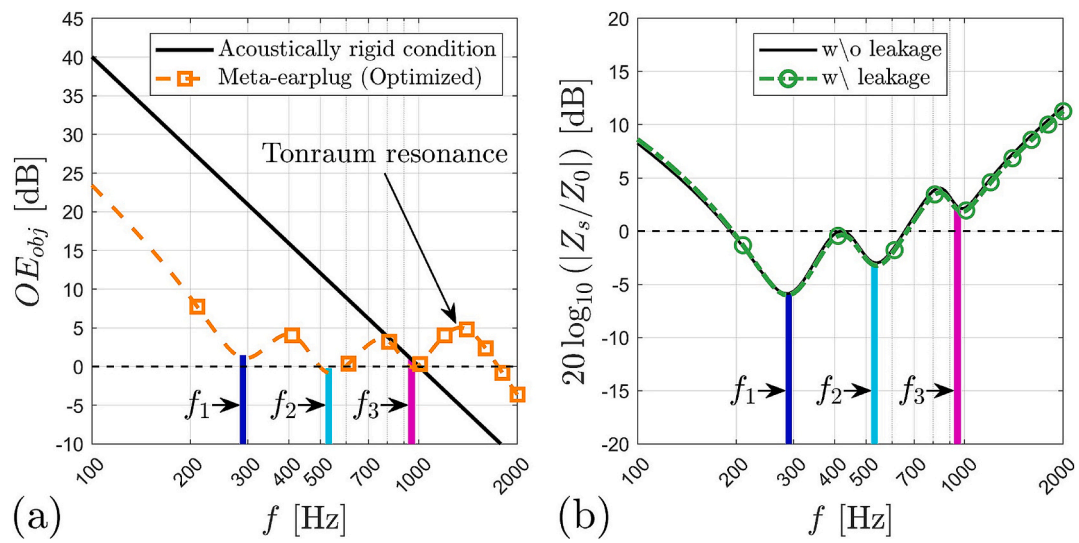 45
40
35
30
25
20
15
10
5
0
-5
-10
OE_obj [dB]
Acoustically rigid condition
Meta-earplug (Optimized)
Tonraum resonance
f₁
f₂
f₃
100
200
300
400
500
700
1000
2000
f [Hz]
(a)
20
15
10
5
0
-5
-10
-15
-20
20 log₁₀ (|Z_s/Z_0|) [dB]
w\o leakage
w\ leakage
f₁
f₂
f₃
100
200
300
400
500
700
1000
2000
f [Hz]
(b)